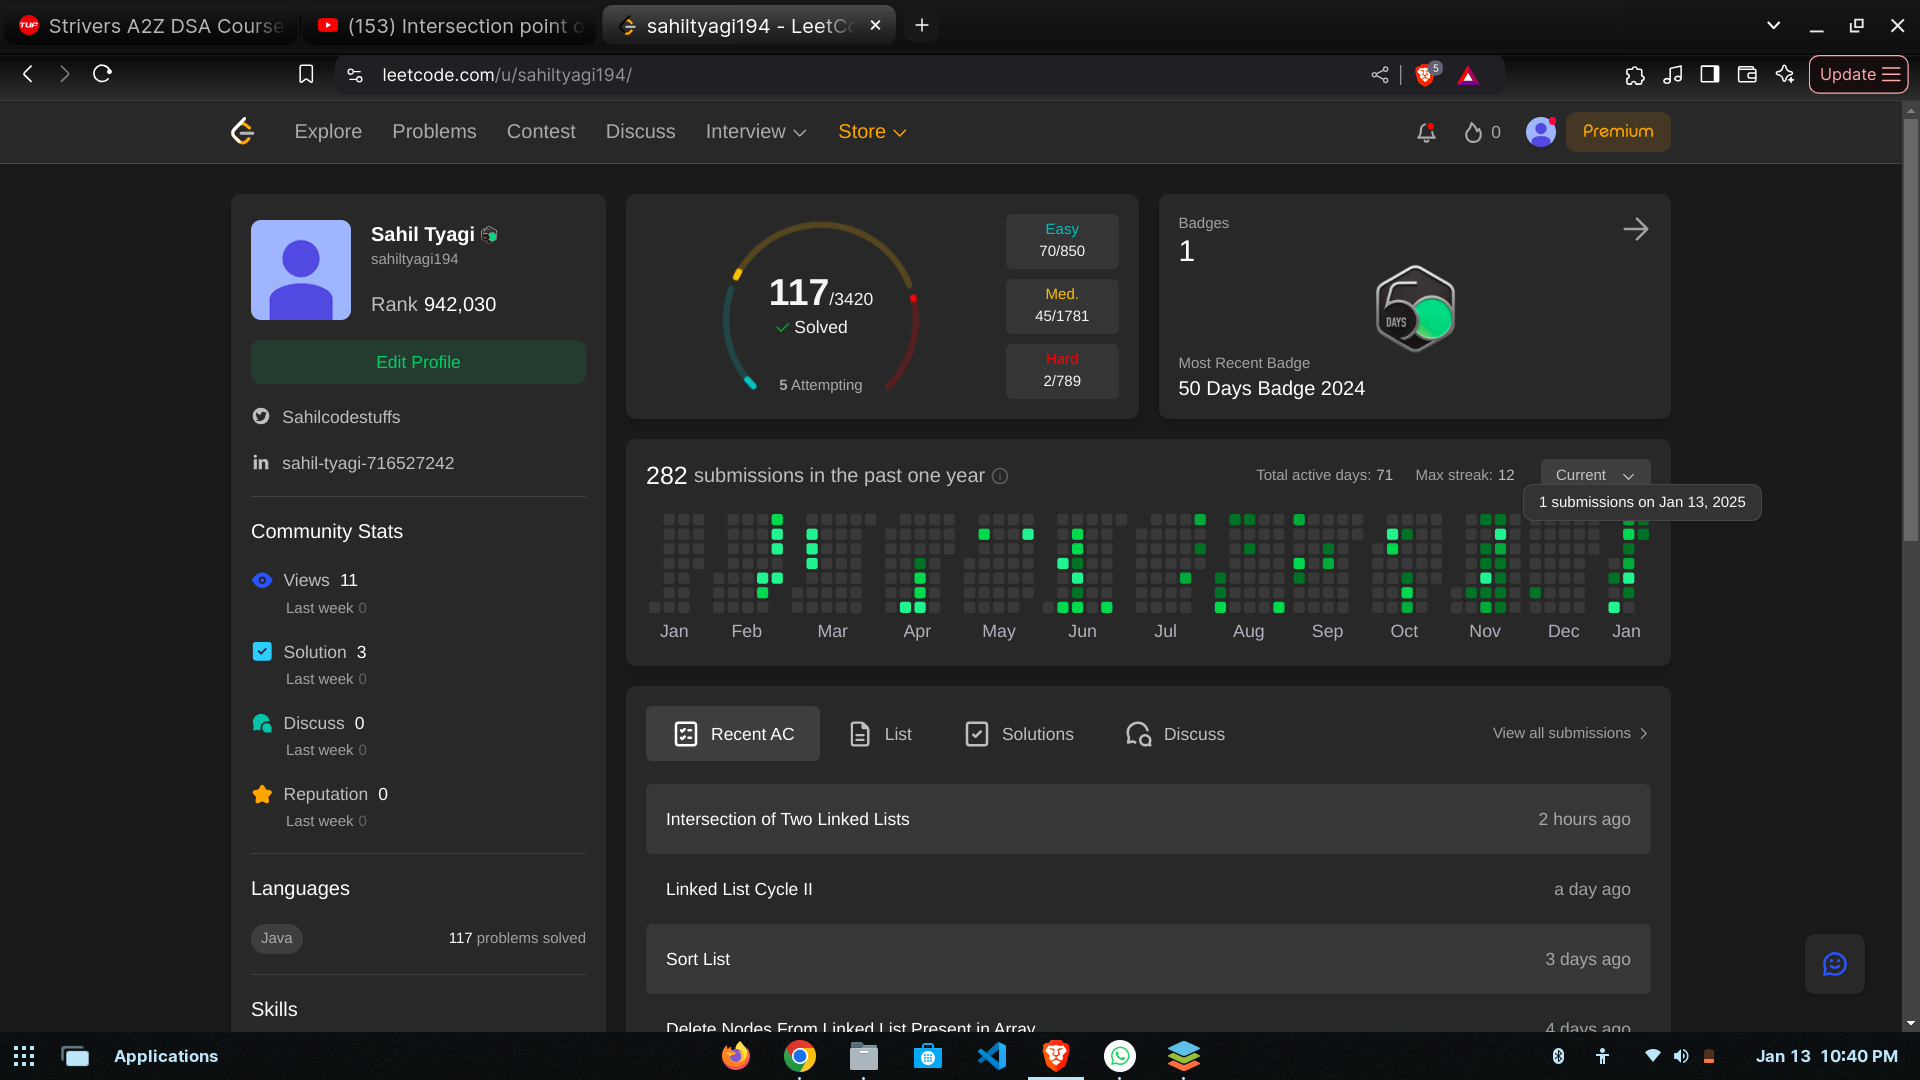 Strivers A2Z DSA Course
(153) Intersection point o
sahiltyagi194 - LeetCo
leetcode.com/u/sahiltyagi194/
5
Update
Explore
Problems
Contest
Discuss
Interview
Store
0
Premium
Sahil Tyagi
sahiltyagi194
Rank 942,030
Edit Profile
Sahilcodestuffs
sahil-tyagi-716527242
Community Stats
Views 11
Last week 0
Solution 3
Last week 0
Discuss 0
Last week 0
Reputation 0
Last week 0
Languages
Java
117 problems solved
Skills
117/3420
Solved
5 Attempting
Easy
70/850
Med.
45/1781
Hard
2/789
Badges
1
50
DAYS
Most Recent Badge
50 Days Badge 2024
282 submissions in the past one year
Total active days: 71
Max streak: 12
Current
1 submissions on Jan 13, 2025
Jan Feb Mar Apr May Jun Jul Aug Sep Oct Nov Dec Jan
Recent AC
List
Solutions
Discuss
View all submissions
Intersection of Two Linked Lists
2 hours ago
Linked List Cycle II
a day ago
Sort List
3 days ago
Delete Nodes From Linked List Present in Array
4 days ago
Applications
Jan 13 10:40 PM